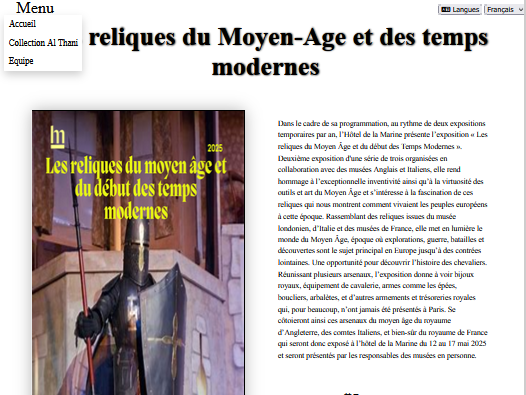 Menu
Langues
Français
Accueil
Collection Al Thani
Equipe
reliques du Moyen-Age et des temps
modernes
lm
2025
Les reliques du moyen âge et
du début des temps
modernes
Dans le cadre de sa programmation, au rythme de deux expositions
temporaires par an, l’Hôtel de la Marine présente l’exposition « Les
reliques du Moyen Âge et du début des Temps Modernes ».
Deuxième exposition d'une série de trois organisées en
collaboration avec des musées Anglais et Italiens, elle rend
hommage à l’exceptionnelle inventivité ainsi qu’à la virtuosité des
outils et art du Moyen Âge et s’intéresse à la fascination de ces
reliques qui nous montrent comment vivaient les peuples européens
à cette époque. Rassemblant des reliques issues du musée
londonien, d’Italie et des musées de France, elle met en lumière le
monde du Moyen Âge, époque où explorations, guerre, batailles et
découvertes sont le sujet principal en Europe jusqu’à des contrées
lointaines. Une opportunité pour découvrir l’histoire des chevaliers.
Réunissant plusieurs arsenaux, l’exposition donne à voir bijoux
royaux, équipement de cavalerie, armes comme les épées,
boucliers, arbalètes, et d’autres armements et trésoreries royales
qui, pour beaucoup, n’ont jamais été présentés à Paris. Se
côtoieront ainsi ces arsenaux du moyen âge du royaume
d’Angleterre, des comtes Italiens, et bien-sûr du royaume de France
qui seront donc exposé à l’hôtel de la Marine du 12 au 17 mai 2025
et seront présentés par les responsables des musées en personne.